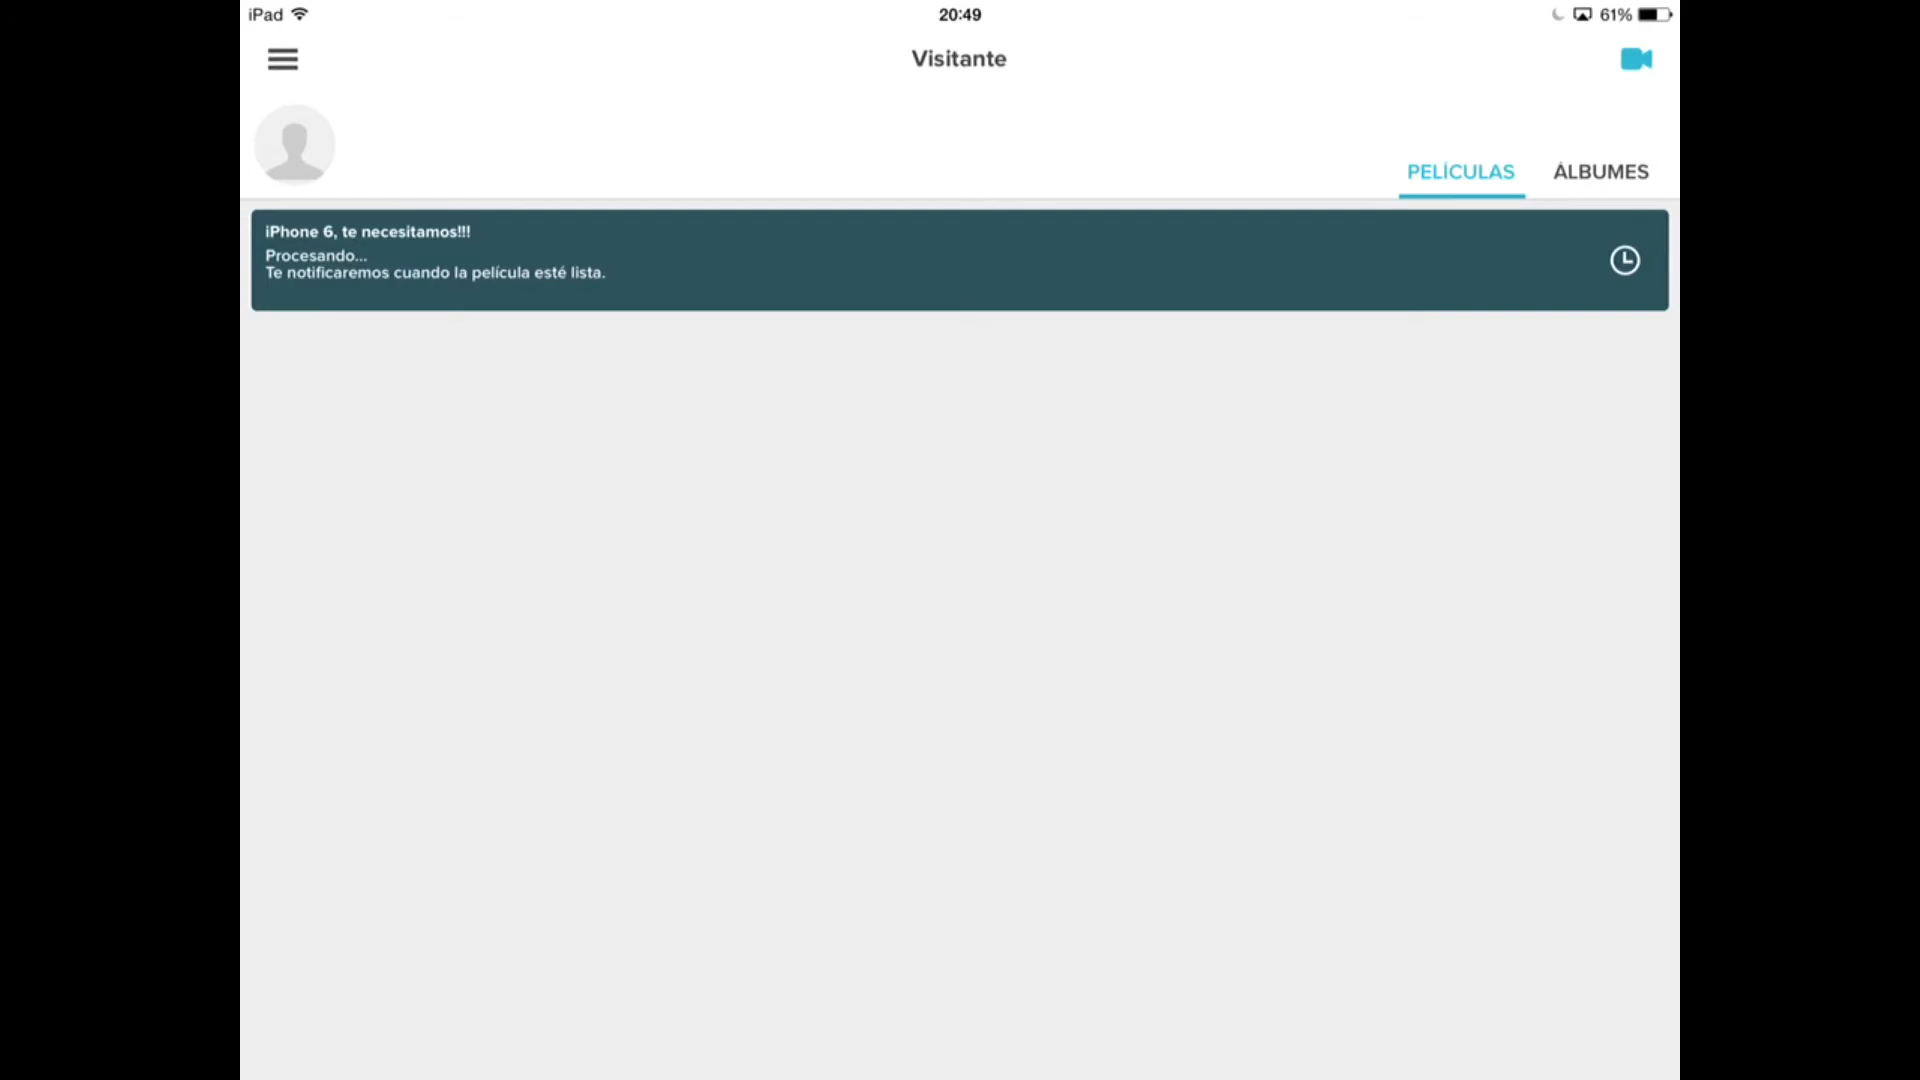 iPad
20:49
61%
Visitante
PELÍCULAS
ÁLBUMES
iPhone 6, te necesitamos!!!
Procesando...
Te notificaremos cuando la película esté lista.